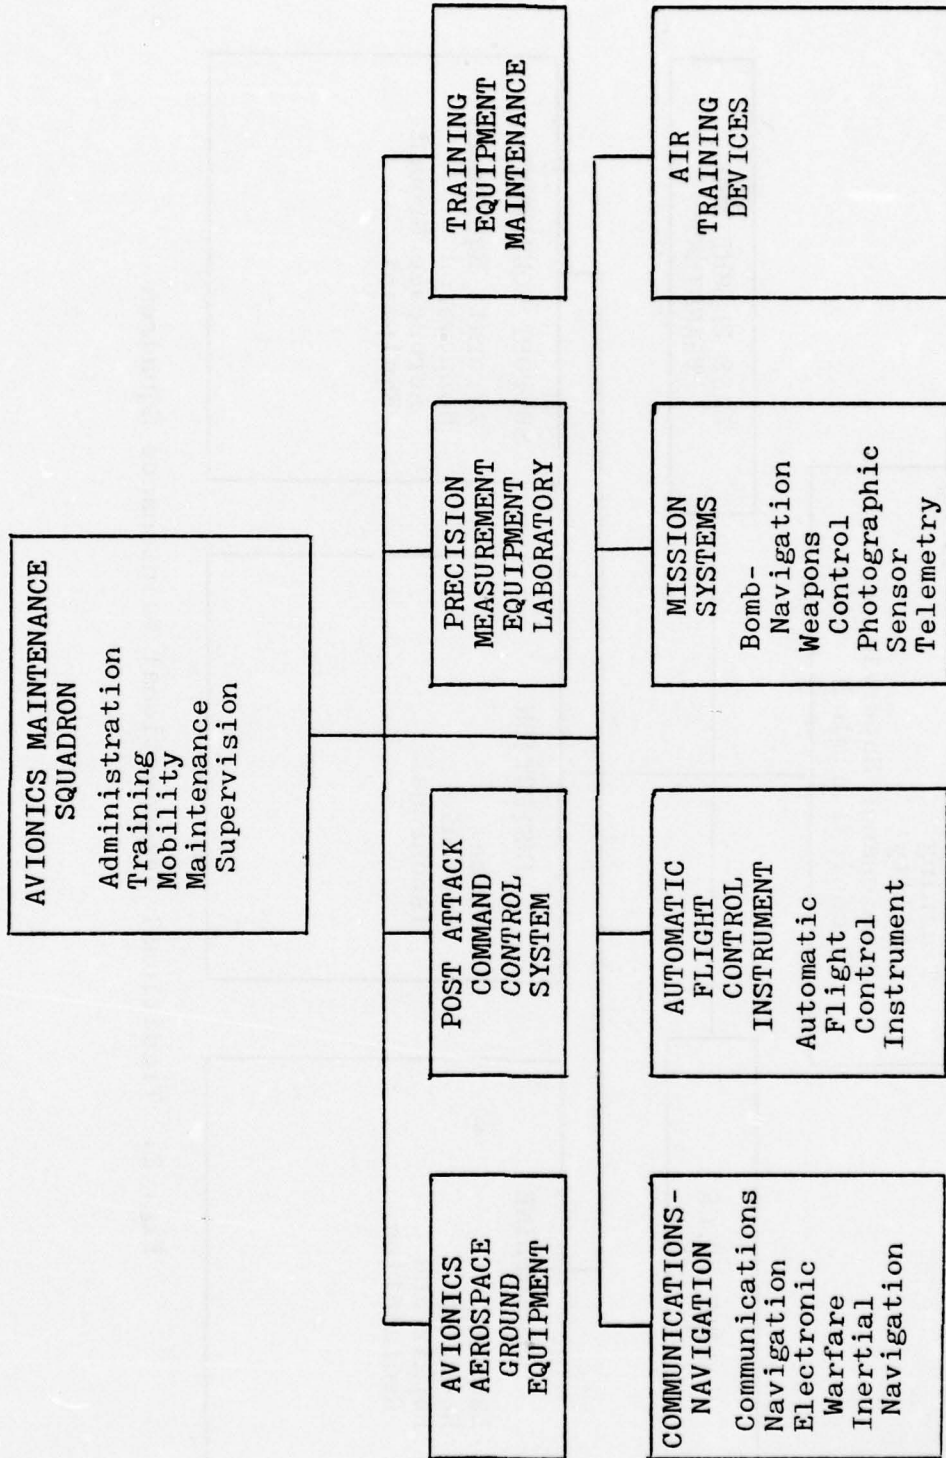 AVIONICS MAINTENANCE
SQUADRON
Administration
Training
Mobility
Maintenance
Supervision
AVIONICS
AEROSPACE
GROUND
EQUIPMENT
POST ATTACK
COMMAND
CONTROL
SYSTEM
PRECISION
MEASUREMENT
EQUIPMENT
LABORATORY
TRAINING
EQUIPMENT
MAINTENANCE
COMMUNICATIONS-
NAVIGATION
Communications
Navigation
Electronic
Warfare
Inertial
Navigation
AUTOMATIC
FLIGHT
CONTROL
INSTRUMENT
Automatic
Flight
Control
Instrument
MISSION
SYSTEMS
Bomb-
Navigation
Weapons
Control
Photographic
Sensor
Telemetry
AIR
TRAINING
DEVICES